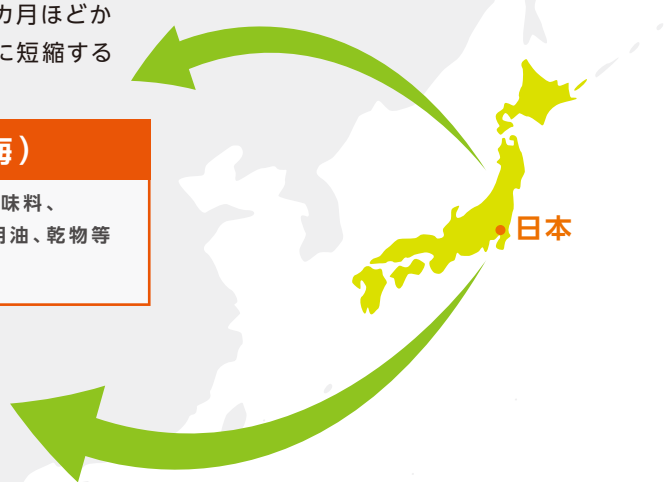 カ月ほどか
に短縮する
毎）
味料、
用油、乾物等
日本